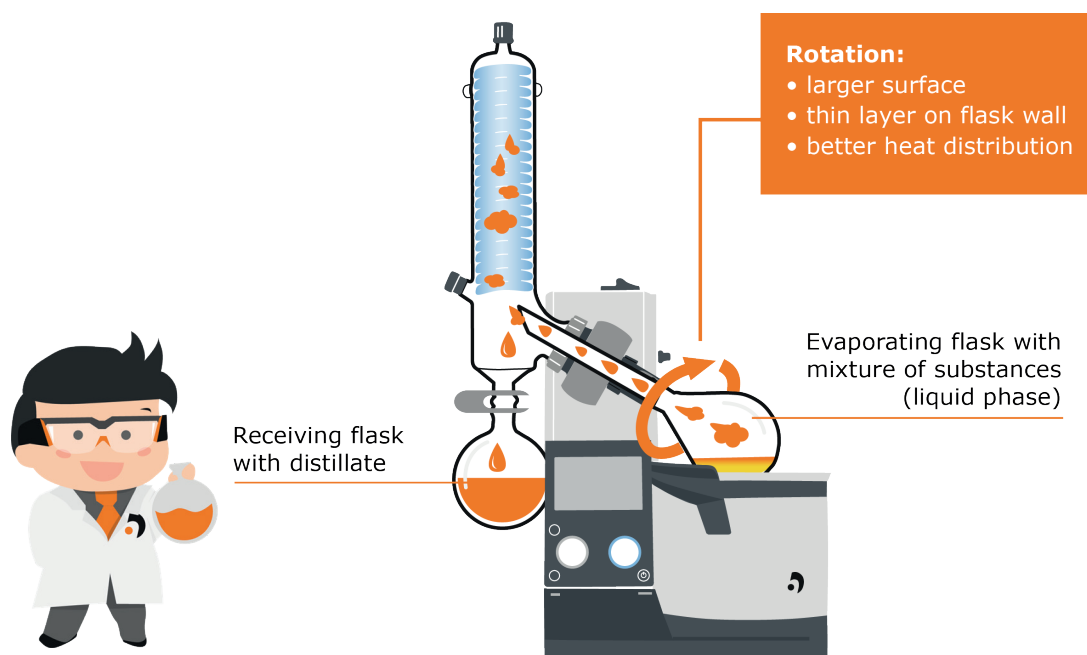 Rotation:
• larger surface
• thin layer on flask wall
• better heat distribution
Evaporating flask with
mixture of substances
(liquid phase)
Receiving flask
with distillate